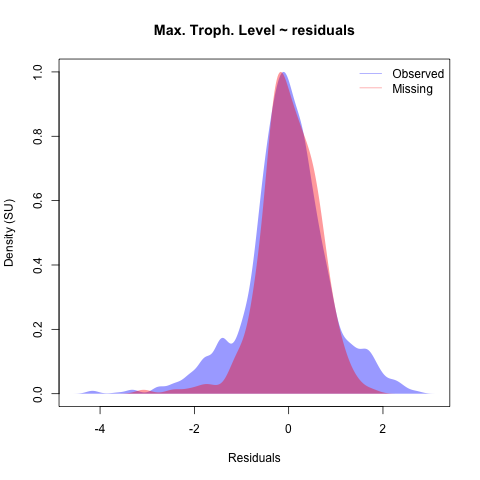 Max. Troph. Level ~ residuals
Observed
Missing
Density (SU)
1.0
0.8
0.6
0.4
0.2
0.0
-4
-2
0
2
Residuals